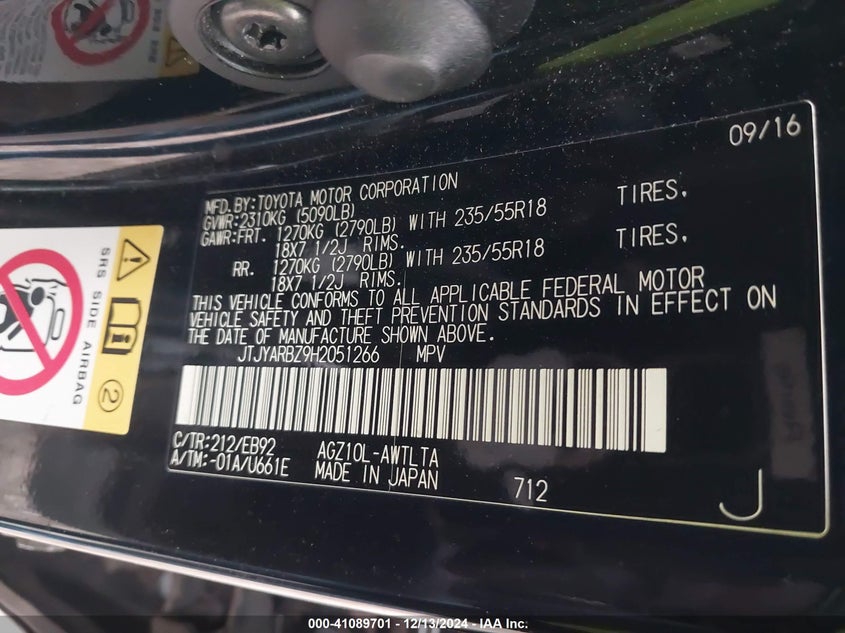 09/16
MFD. BY: TOYOTA MOTOR CORPORATION
GVWR: 2310KG (5090LB)
GAWR: FRT. 1270KG (2790LB) WITH 235/55R18 TIRES,
18X7 1/2J RIMS.
RR. 1270KG (2790LB) WITH 235/55R18 TIRES,
18X7 1/2J RIMS.
THIS VEHICLE CONFORMS TO ALL APPLICABLE FEDERAL MOTOR
VEHICLE SAFETY AND THEFT PREVENTION STANDARDS IN EFFECT ON
THE DATE OF MANUFACTURE SHOWN ABOVE.
JTJYARBZ9H2051266 MPV
C/TR: 212/EB92 AGZ10L-AWTLTA
A/TM: -01A/U661E MADE IN JAPAN
712
J
SRS SIDE AIRBAG
2
000-41089701 - 12/13/2024 - IAA Inc.